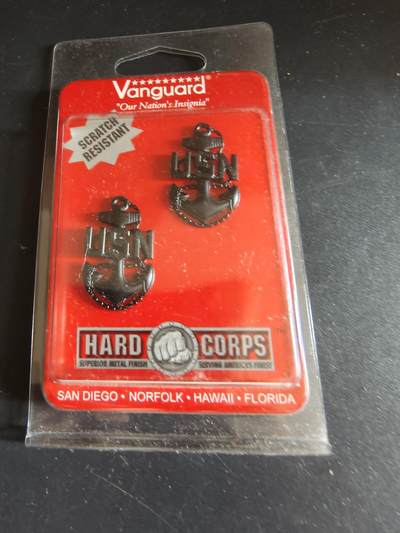 Vanguard®
"Our Nation's Insignia"
SCRATCH
RESISTANT
USN
USN
HARD CORPS
SUPERIOR METAL FINISH SERVING AMERICA'S FINEST
SAN DIEGO • NORFOLK • HAWAII • FLORIDA